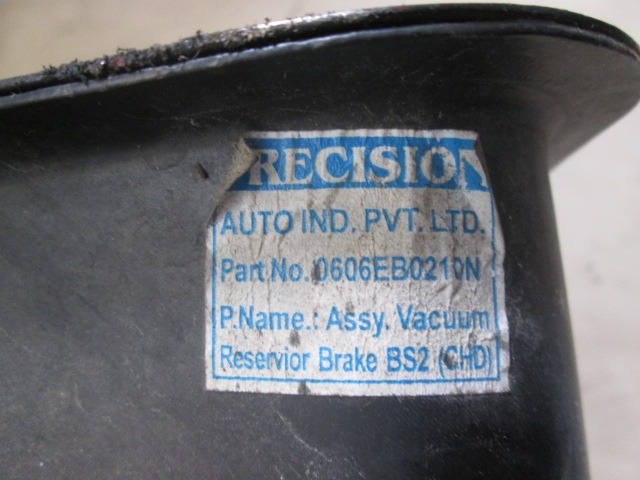 PRECISION
AUTO IND. PVT. LTD.
Part No. 0606EB0210N
P.Name.: Assy. Vacuum
Reservior Brake BS2 (CHD)